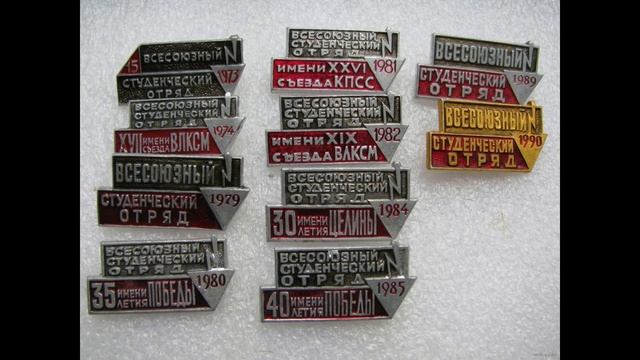 15 ВСЕСОЮЗНЫЙ
СТУДЕНЧЕСКИЙ 1973
ОТРЯД
ВСЕСОЮЗНЫЙ
СТУДЕНЧЕСКИЙ
ОТРЯД 1974
XVII ИМЕНИ СЪЕЗДА ВЛКСМ
ВСЕСОЮЗНЫЙ
СТУДЕНЧЕСКИЙ
ОТРЯД 1979
ВСЕСОЮЗНЫЙ
СТУДЕНЧЕСКИЙ
ОТРЯД 1980
35 ИМЕНИ ЛЕТИЯ ПОБЕДЫ
ВСЕСОЮЗНЫЙ
СТУДЕНЧЕСКИЙ
ОТРЯД
ИМЕНИ XXVI 1981
СЪЕЗДА КПСС
ВСЕСОЮЗНЫЙ
СТУДЕНЧЕСКИЙ
ОТРЯД
ИМЕНИ XIX 1982
СЪЕЗДА ВЛКСМ
ВСЕСОЮЗНЫЙ
СТУДЕНЧЕСКИЙ
ОТРЯД 1984
30 ИМЕНИ ЛЕТИЯ ЦЕЛИНЫ
ВСЕСОЮЗНЫЙ
СТУДЕНЧЕСКИЙ
ОТРЯД 1985
40 ИМЕНИ ЛЕТИЯ ПОБЕДЫ
ВСЕСОЮЗНЫЙ
СТУДЕНЧЕСКИЙ 1989
ОТРЯД
ВСЕСОЮЗНЫЙ
СТУДЕНЧЕСКИЙ 1990
ОТРЯД